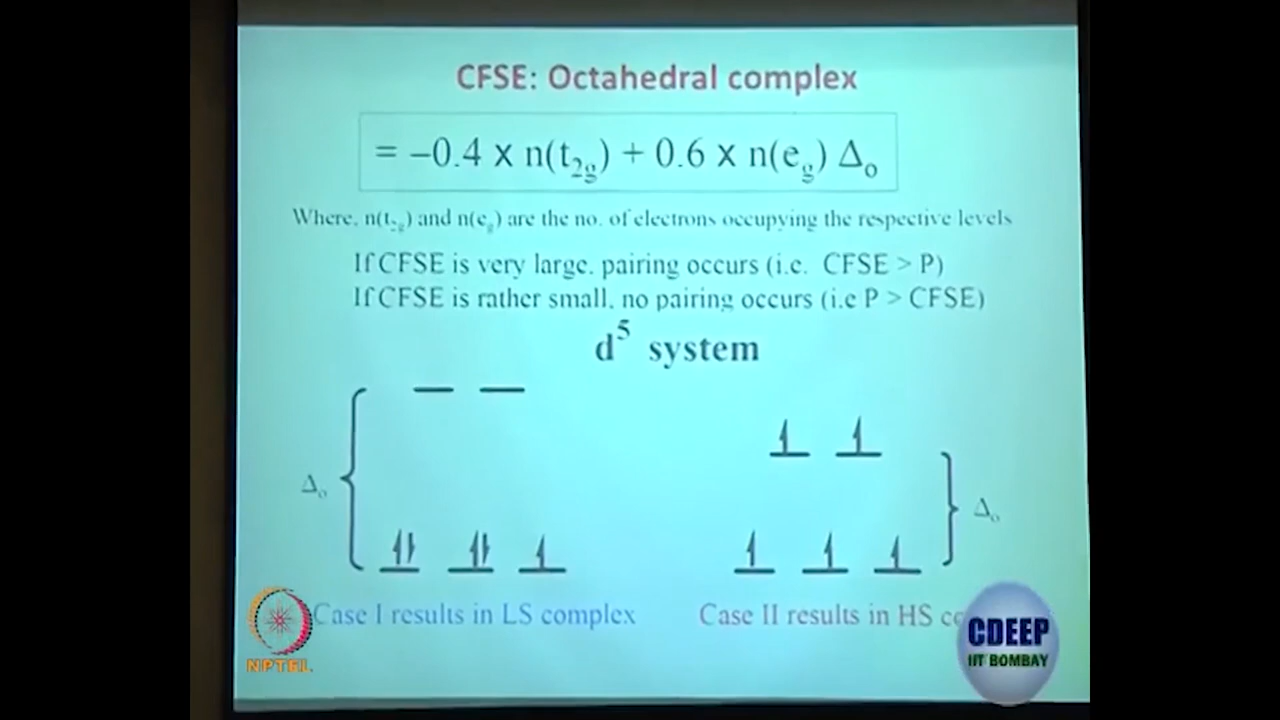 CFSE: Octahedral complex
= –0.4 x n(t₂g) + 0.6 x n(eg) Δₒ
Where, n(t₂g) and n(eg) are the no. of electrons occupying the respective levels
If CFSE is very large, pairing occurs (i.e. CFSE > P)
If CFSE is rather small, no pairing occurs (i.e P > CFSE)
d⁵ system
Δₒ
Δₒ
Case I results in LS complex
Case II results in HS
NPTEL
CDEEP
IIT BOMBAY